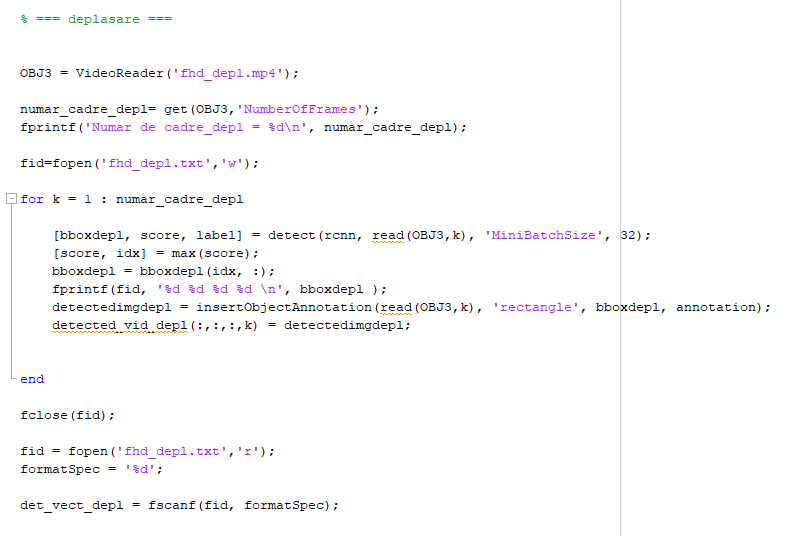 % === deplasare ===
OBJ3 = VideoReader('fhd_depl.mp4');
numar_cadre_depl= get(OBJ3,'NumberOfFrames');
fprintf('Numar de cadre_depl = %d\n', numar_cadre_depl);
fid=fopen('fhd_depl.txt','w');
for k = 1 : numar_cadre_depl
[bboxdepl, score, label] = detect(rcnn, read(OBJ3,k), 'MiniBatchSize', 32);
[score, idx] = max(score);
bboxdepl = bboxdepl(idx, :);
fprintf(fid, '%d %d %d %d \n', bboxdepl );
detectedimgdepl = insertObjectAnnotation(read(OBJ3,k), 'rectangle', bboxdepl, annotation);
detected_vid_depl(:,:,:,k) = detectedimgdepl;
end
fclose(fid);
fid = fopen('fhd_depl.txt','r');
formatSpec = '%d';
det_vect_depl = fscanf(fid, formatSpec);